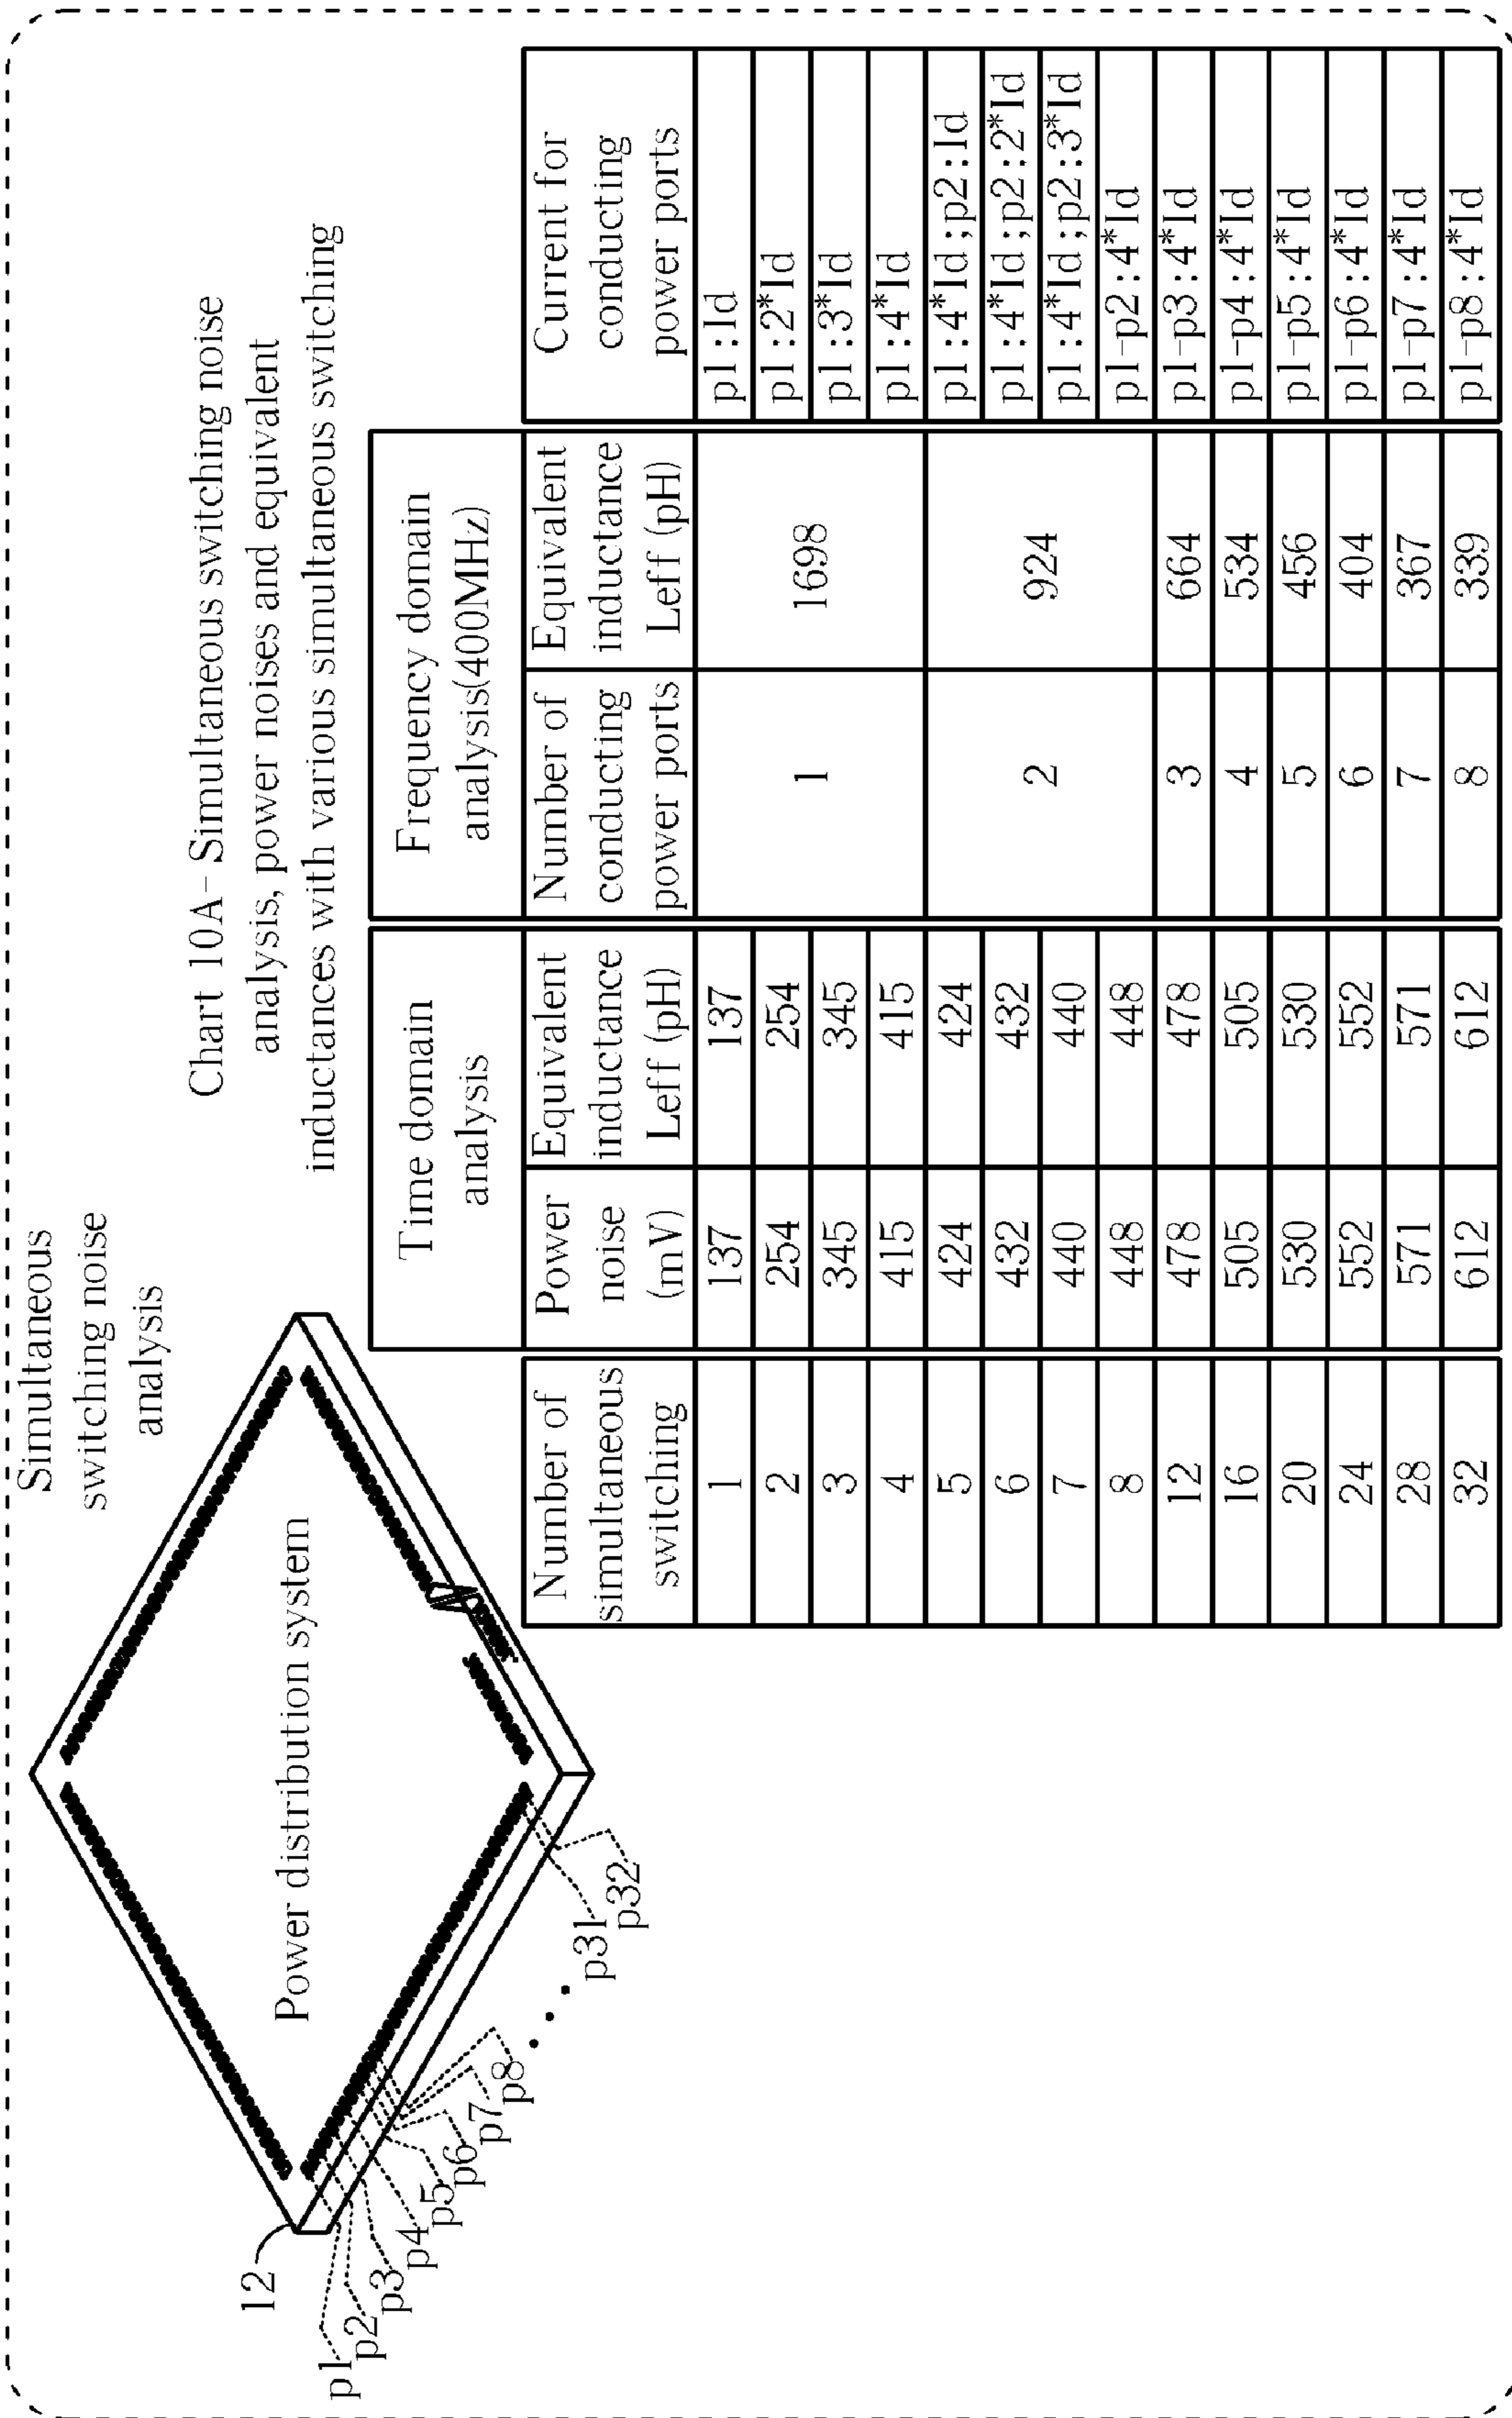 Simultaneous
switching noise
analysis
Power distribution system
12
p1
p2
p3
p4
p5
p6
p7
p8
p31
p32
Chart 10A- Simultaneous switching noise
analysis, power noises and equivalent
inductances with various simultaneous switching
Time domain
analysis
Frequency domain
analysis(400MHz)
Number of
simultaneous
switching
Power
noise
(mV)
Equivalent
inductance
Leff (pH)
Number of
conducting
power ports
Equivalent
inductance
Leff (pH)
Current for
conducting
power ports
1 137 137 1 1698 p1:Id
2 254 254 p1:2*Id
3 345 345 p1:3*Id
4 415 415 p1:4*Id
5 424 424 2 924 p1:4*Id;p2:Id
6 432 432 p1:4*Id;p2:2*Id
7 440 440 p1:4*Id;p2:3*Id
8 448 448 p1-p2:4*Id
12 478 478 3 664 p1-p3:4*Id
16 505 505 4 534 p1-p4:4*Id
20 530 530 5 456 p1-p5:4*Id
24 552 552 6 404 p1-p6:4*Id
28 571 571 7 367 p1-p7:4*Id
32 612 612 8 339 p1-p8:4*Id